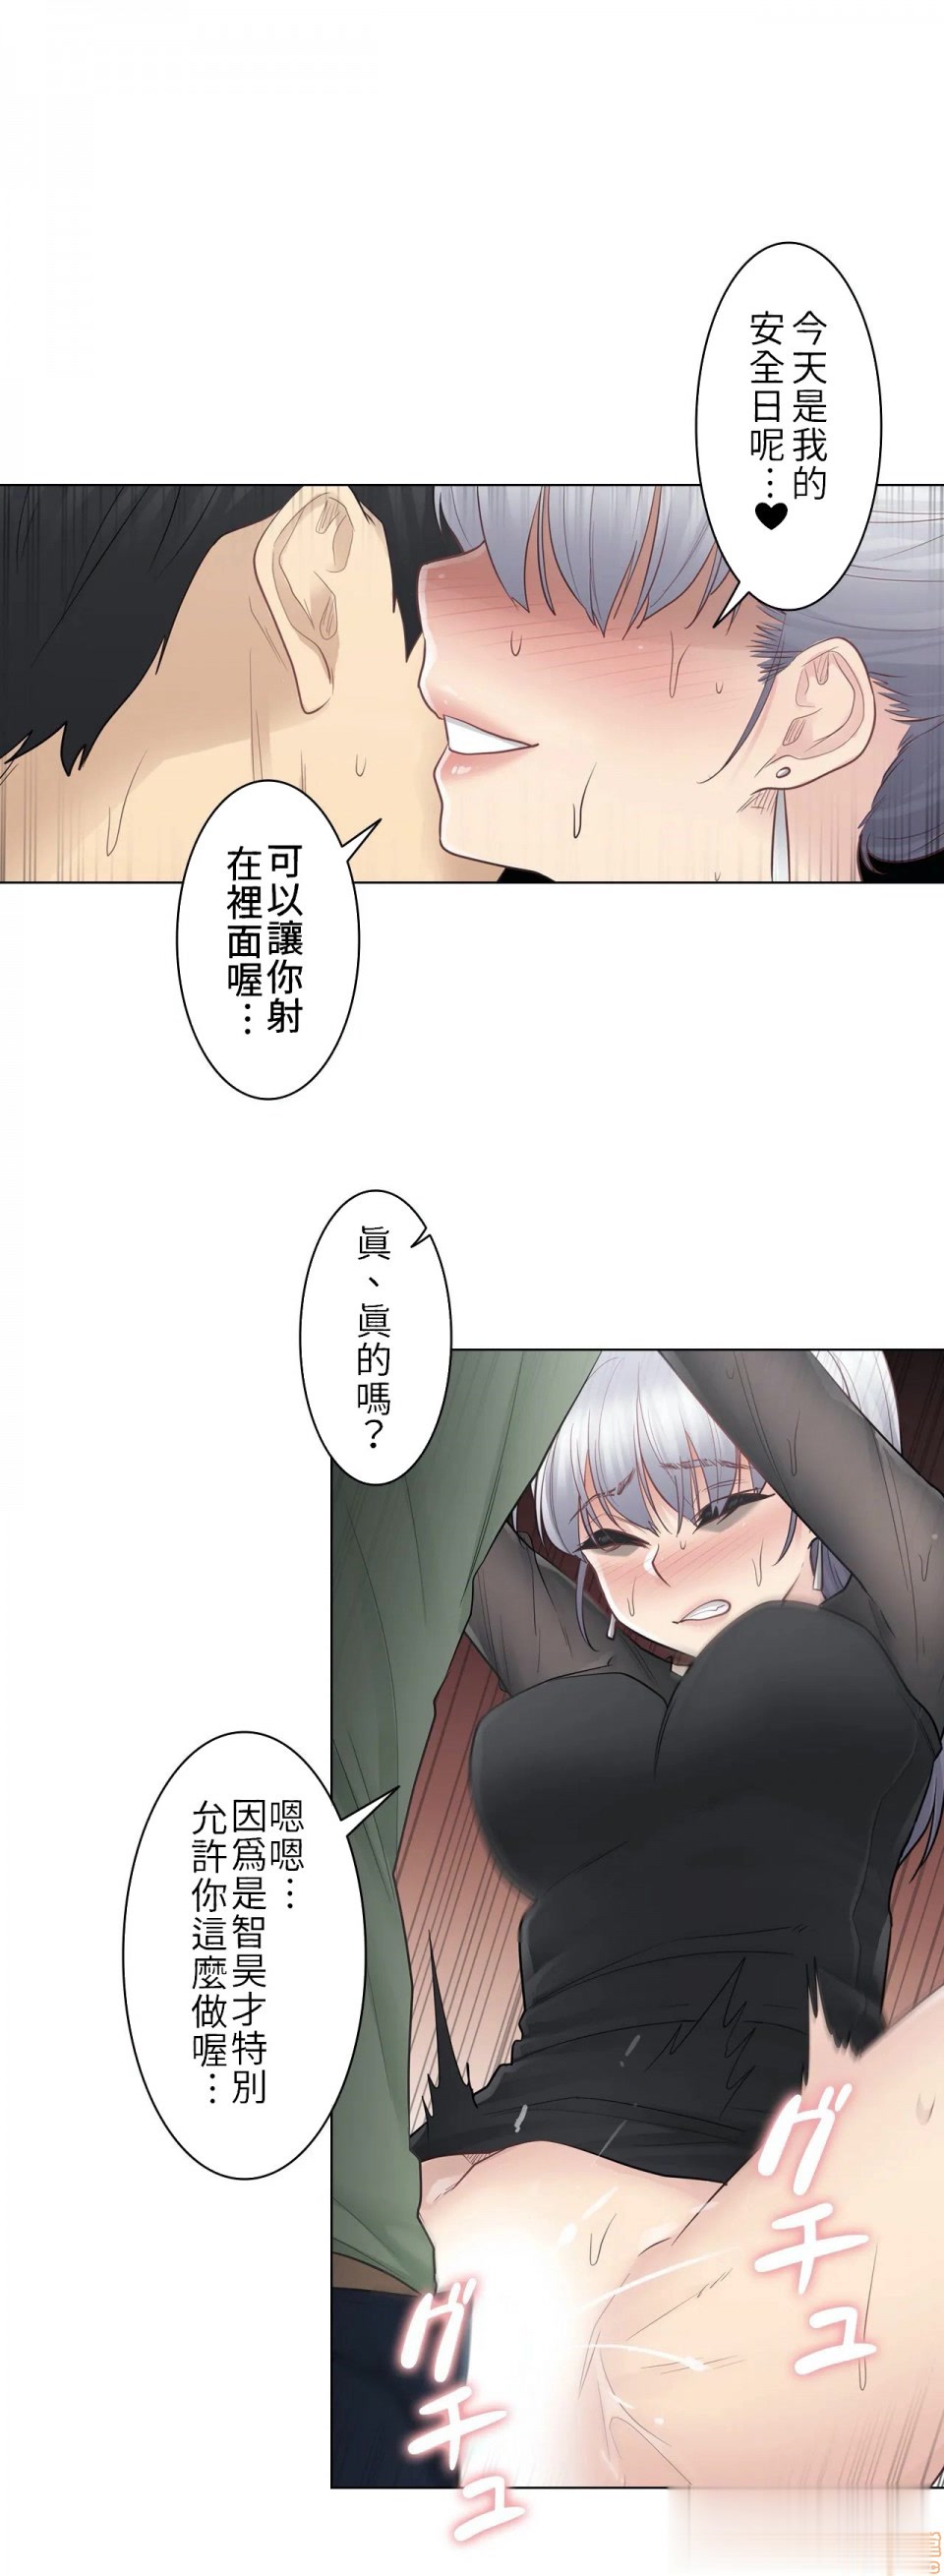 今天是我的
安全日呢…♥
可以讓你射
在裡面喔…
眞、眞的嗎？
嗯嗯…
因爲是智昊才特別
允許你這麼做喔…
グチュ
グチュ